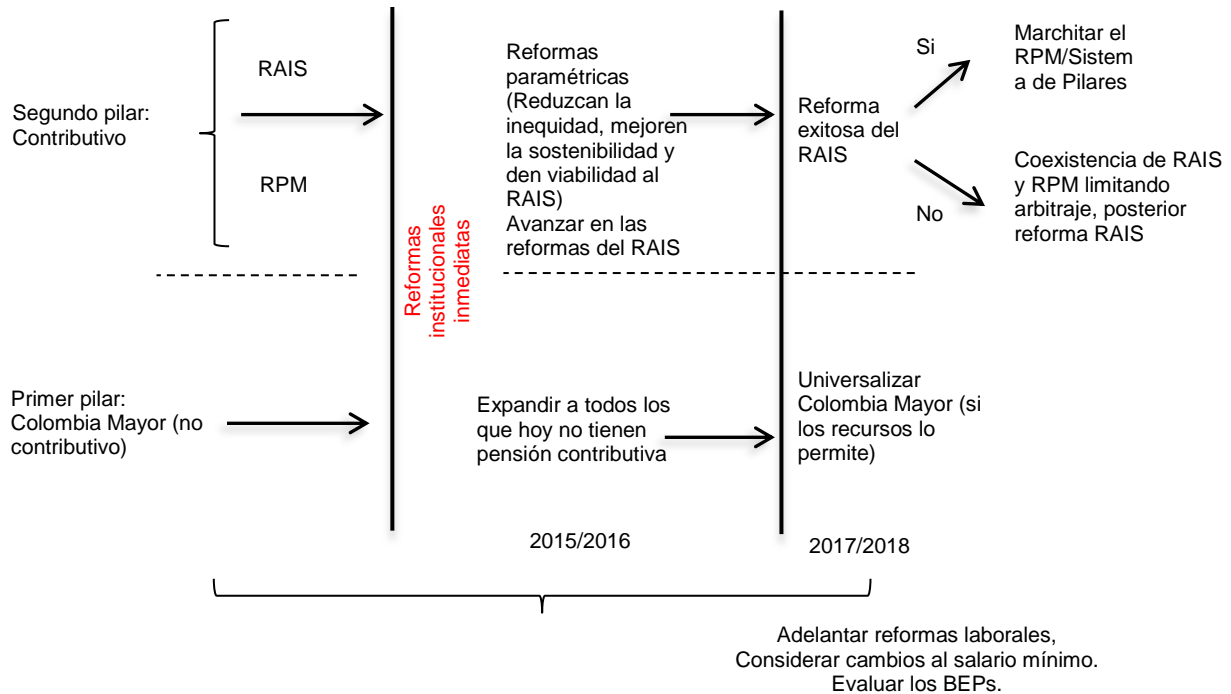 Segundo pilar:
Contributivo
RAIS
RPM
Reformas
institucionales
inmediatas
Reformas
paramétricas
(Reduzcan la
inequidad, mejoren
la sostenibilidad y
den viabilidad al
RAIS)
Avanzar en las
reformas del RAIS
Reforma
exitosa del
RAIS
Si
Marchitar el
RPM/Sistem
a de Pilares
No
Coexistencia de RAIS
y RPM limitando
arbitraje, posterior
reforma RAIS
Primer pilar:
Colombia Mayor (no
contributivo)
Expandir a todos los
que hoy no tienen
pensión contributiva
Universalizar
Colombia Mayor (si
los recursos lo
permite)
2015/2016
2017/2018
Adelantar reformas laborales,
Considerar cambios al salario mínimo.
Evaluar los BEPs.